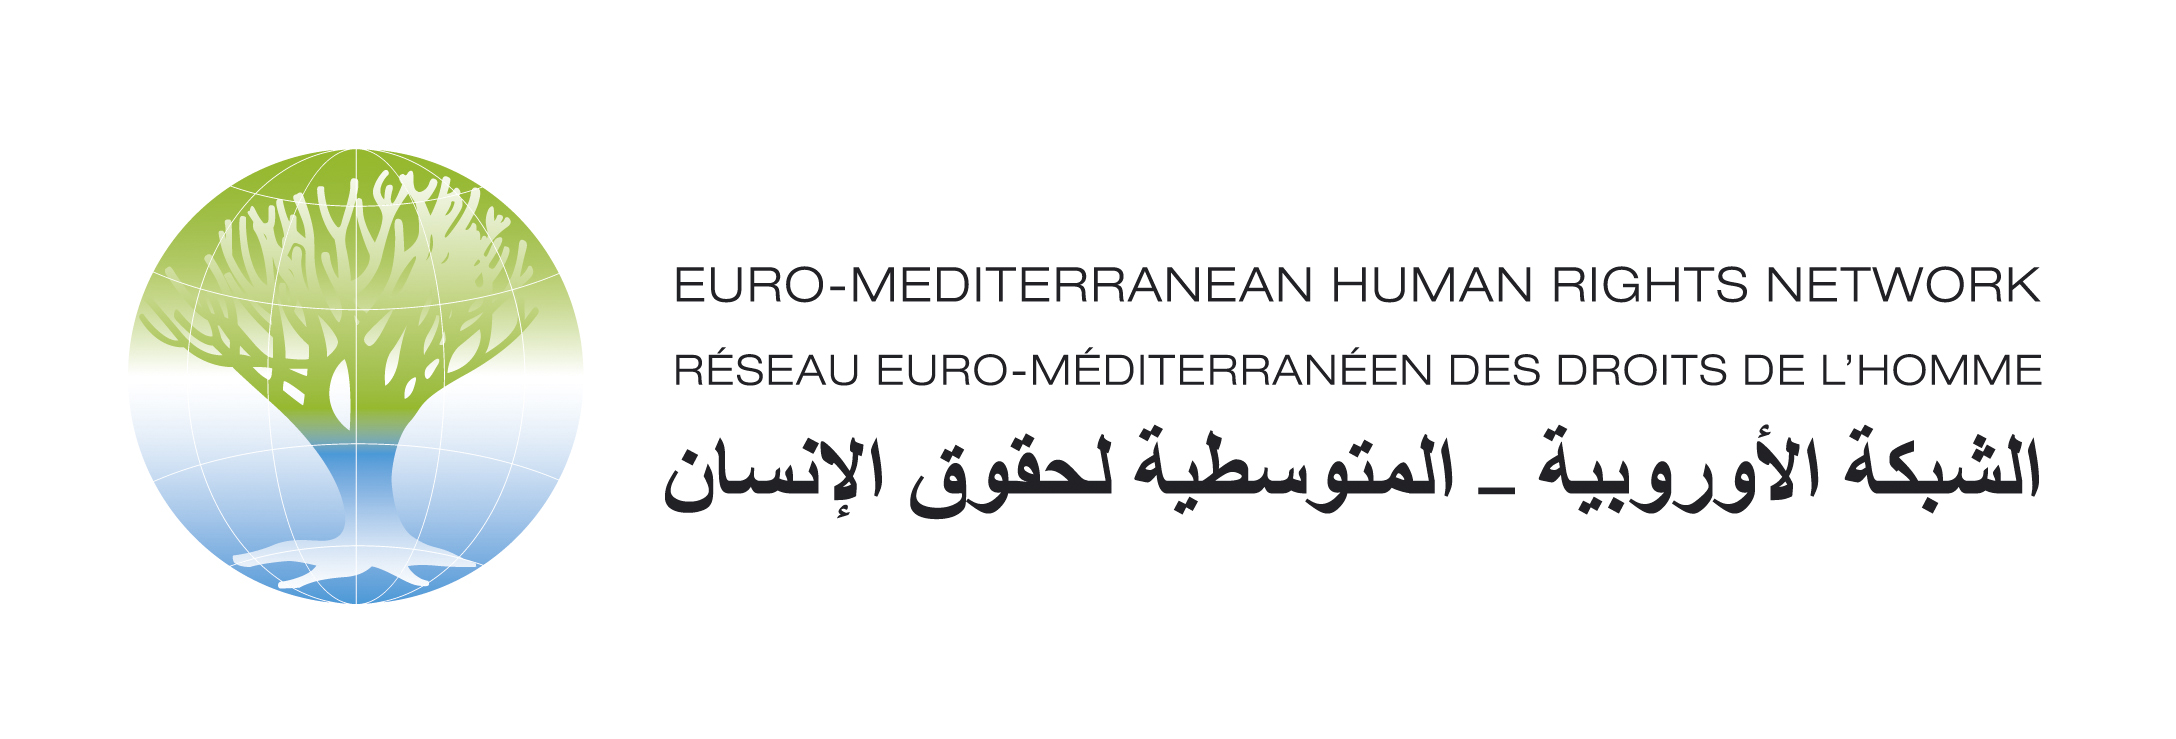 EURO-MEDITERRANEAN HUMAN RIGHTS NETWORK
RÉSEAU EURO-MÉDITERRANÉEN DES DROITS DE L’HOMME
الشبكة الأوروبية – المتوسطية لحقوق الإنسان